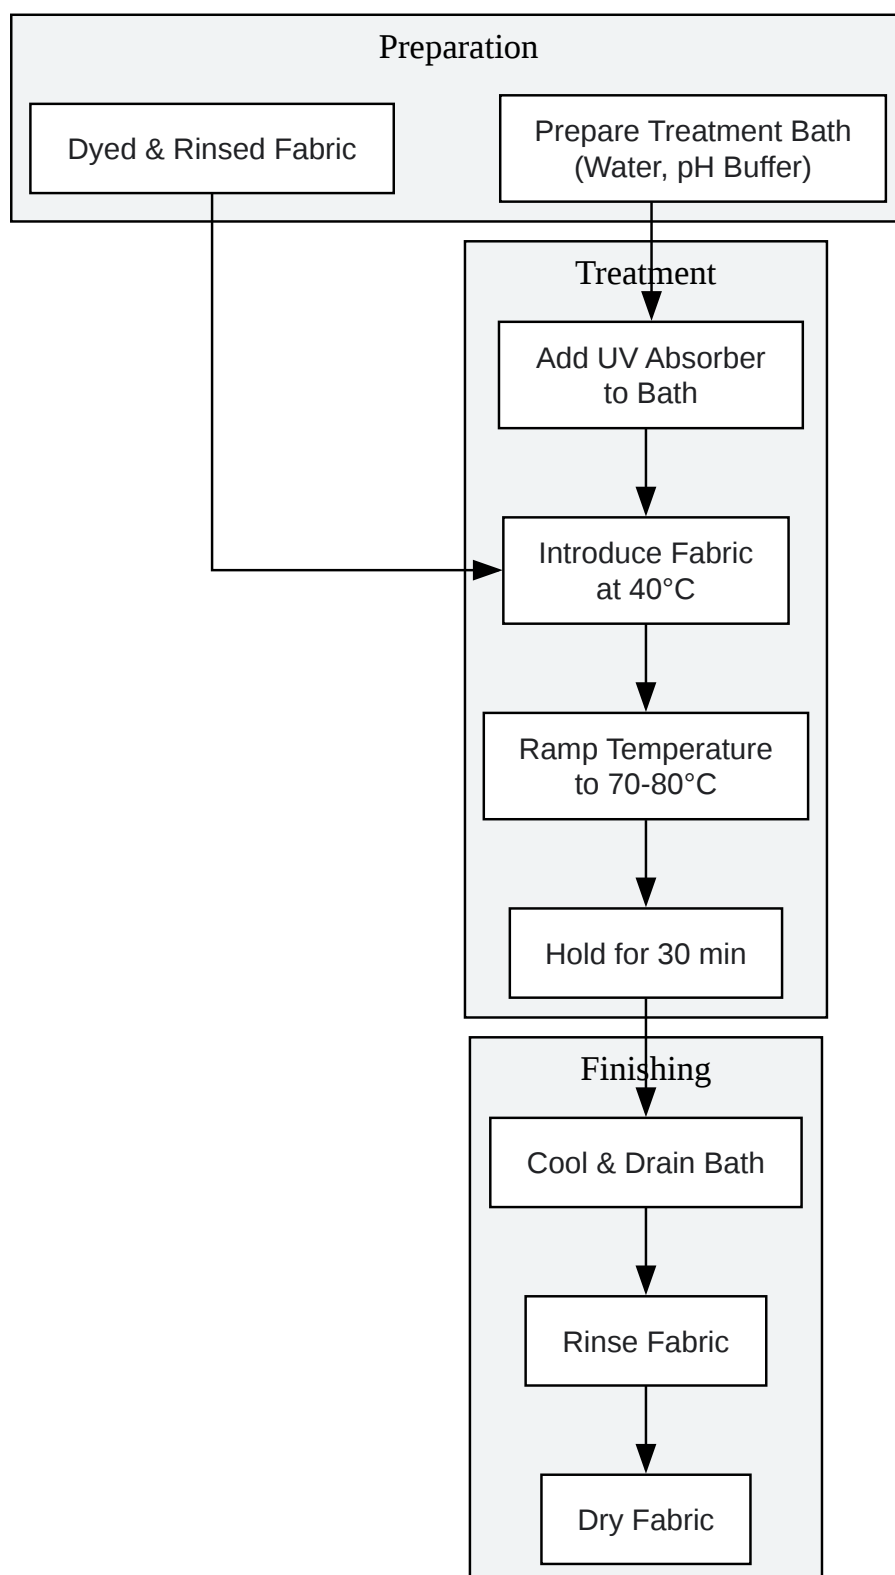 Preparation
Dyed & Rinsed Fabric
Prepare Treatment Bath
(Water, pH Buffer)
Treatment
Add UV Absorber
to Bath
Introduce Fabric
at 40°C
Ramp Temperature
to 70-80°C
Hold for 30 min
Finishing
Cool & Drain Bath
Rinse Fabric
Dry Fabric